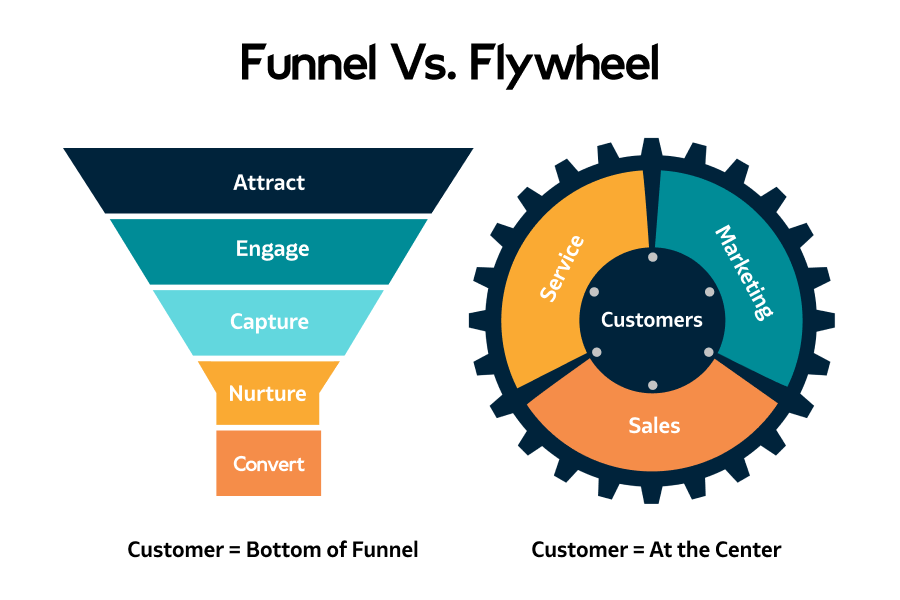 Funnel Vs. Flywheel
Attract
Engage
Capture
Nurture
Convert
Customer = Bottom of Funnel
Service
Marketing
Customers
Sales
Customer = At the Center